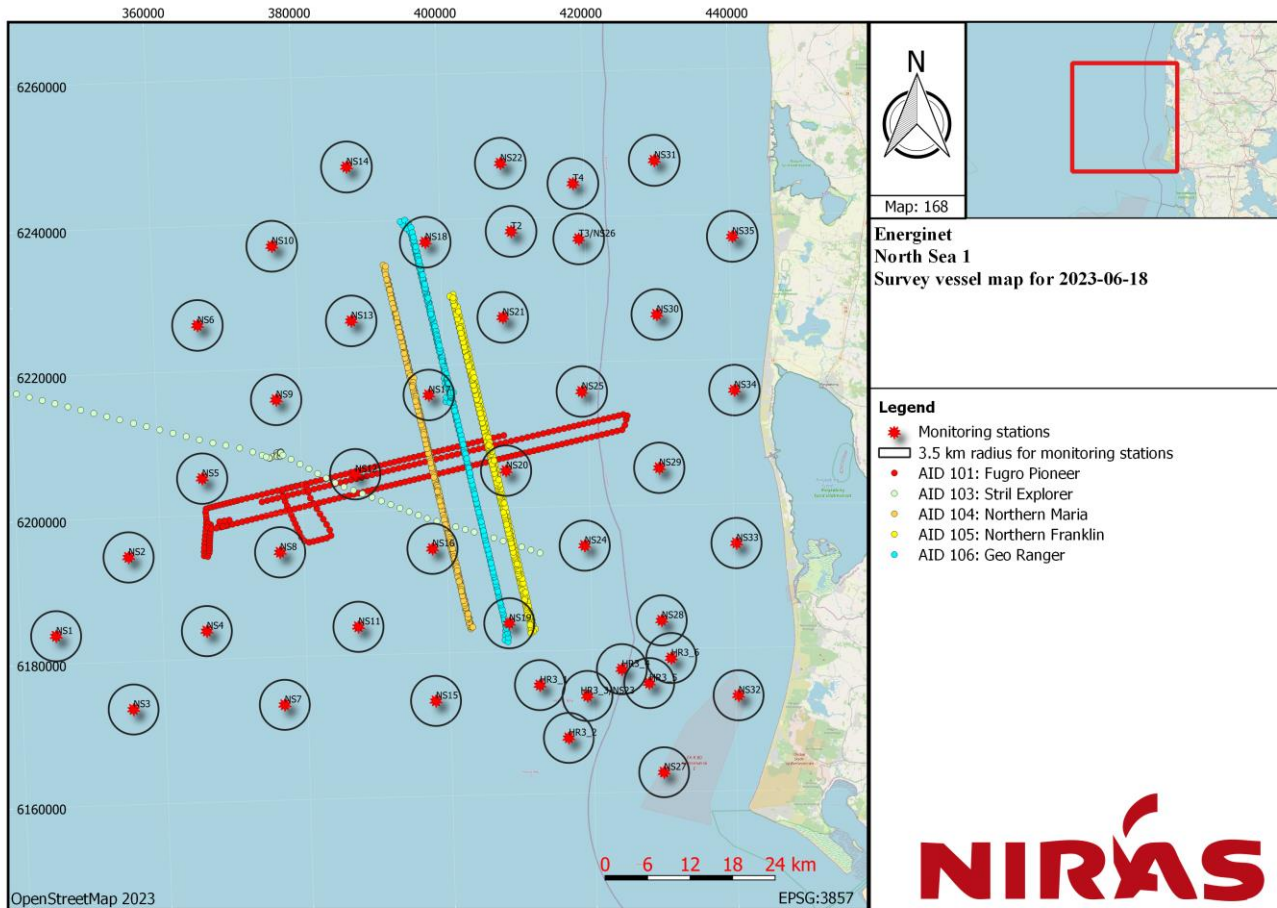 360000 380000 400000 420000 440000
6260000
6240000
6220000
6200000
6180000
6160000
NS14
NS22
NS31
T4
NS10
NS18
T2
T3/NS26
NS35
NS6
NS13
NS21
NS30
NS9
NS17
NS25
NS34
NS5
NS12
NS20
NS29
NS2
NS8
NS16
NS24
NS33
NS1
NS4
NS11
NS19
NS28
HR3_6
HR3_4
HR3_5
HR3_1
HR3_3/NS23
NS32
NS3
NS7
NS15
HR3_2
NS27
0 6 12 18 24 km
OpenStreetMap 2023
EPSG:3857
N
Map: 168
Energinet
North Sea 1
Survey vessel map for 2023-06-18
Legend
Monitoring stations
3.5 km radius for monitoring stations
AID 101: Fugro Pioneer
AID 103: Stril Explorer
AID 104: Northern Maria
AID 105: Northern Franklin
AID 106: Geo Ranger
NIRAS